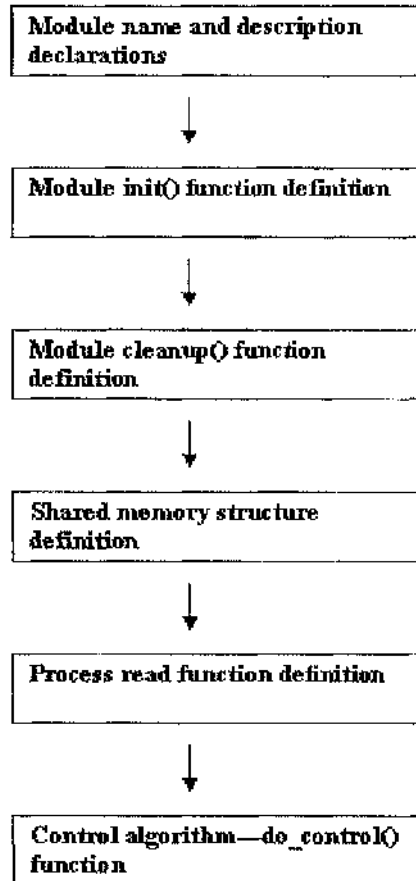 Module name and description
declarations
Module init() function definition
Module cleanup() function
definition
Shared memory structure
definition
Process read function definition
Control algorithm—do_control()
function